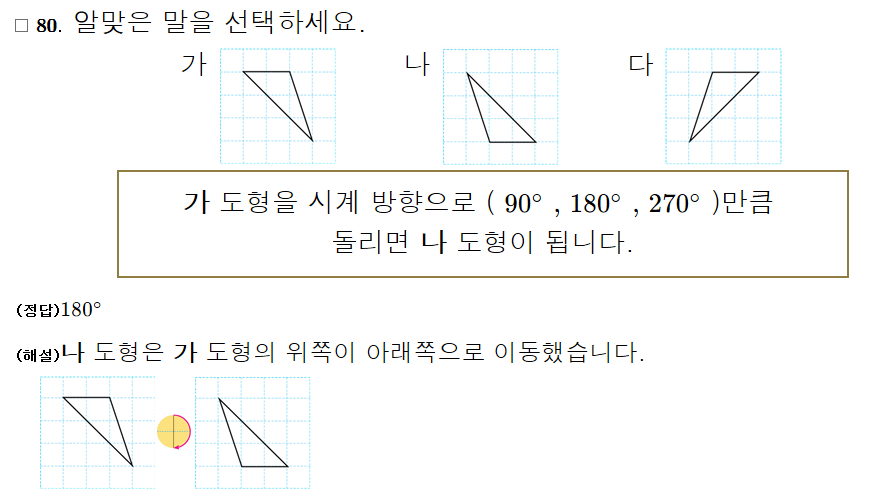 □ 80. 알맞은 말을 선택하세요.
가 나 다
가 도형을 시계 방향으로 ( 90° , 180° , 270° )만큼
돌리면 나 도형이 됩니다.
(정답)180°
(해설)나 도형은 가 도형의 위쪽이 아래쪽으로 이동했습니다.